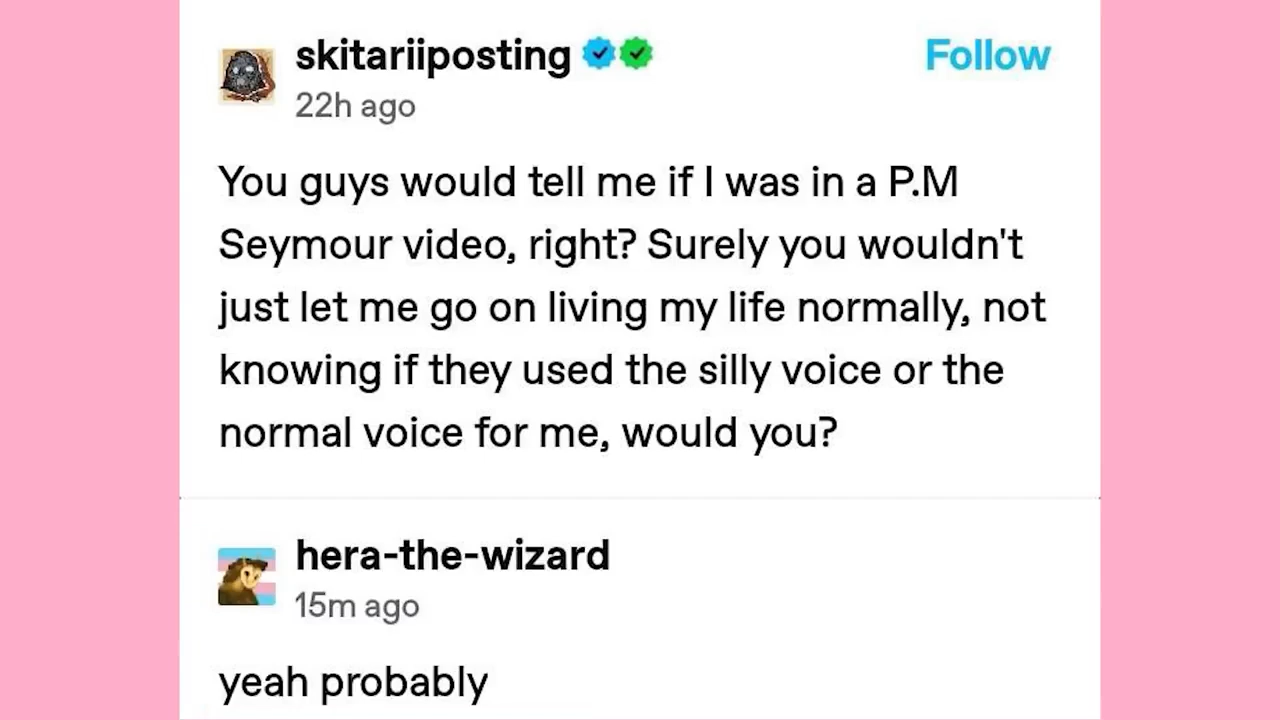 skitariiposting
Follow
22h ago
You guys would tell me if I was in a P.M
Seymour video, right? Surely you wouldn't
just let me go on living my life normally, not
knowing if they used the silly voice or the
normal voice for me, would you?
hera-the-wizard
15m ago
yeah probably